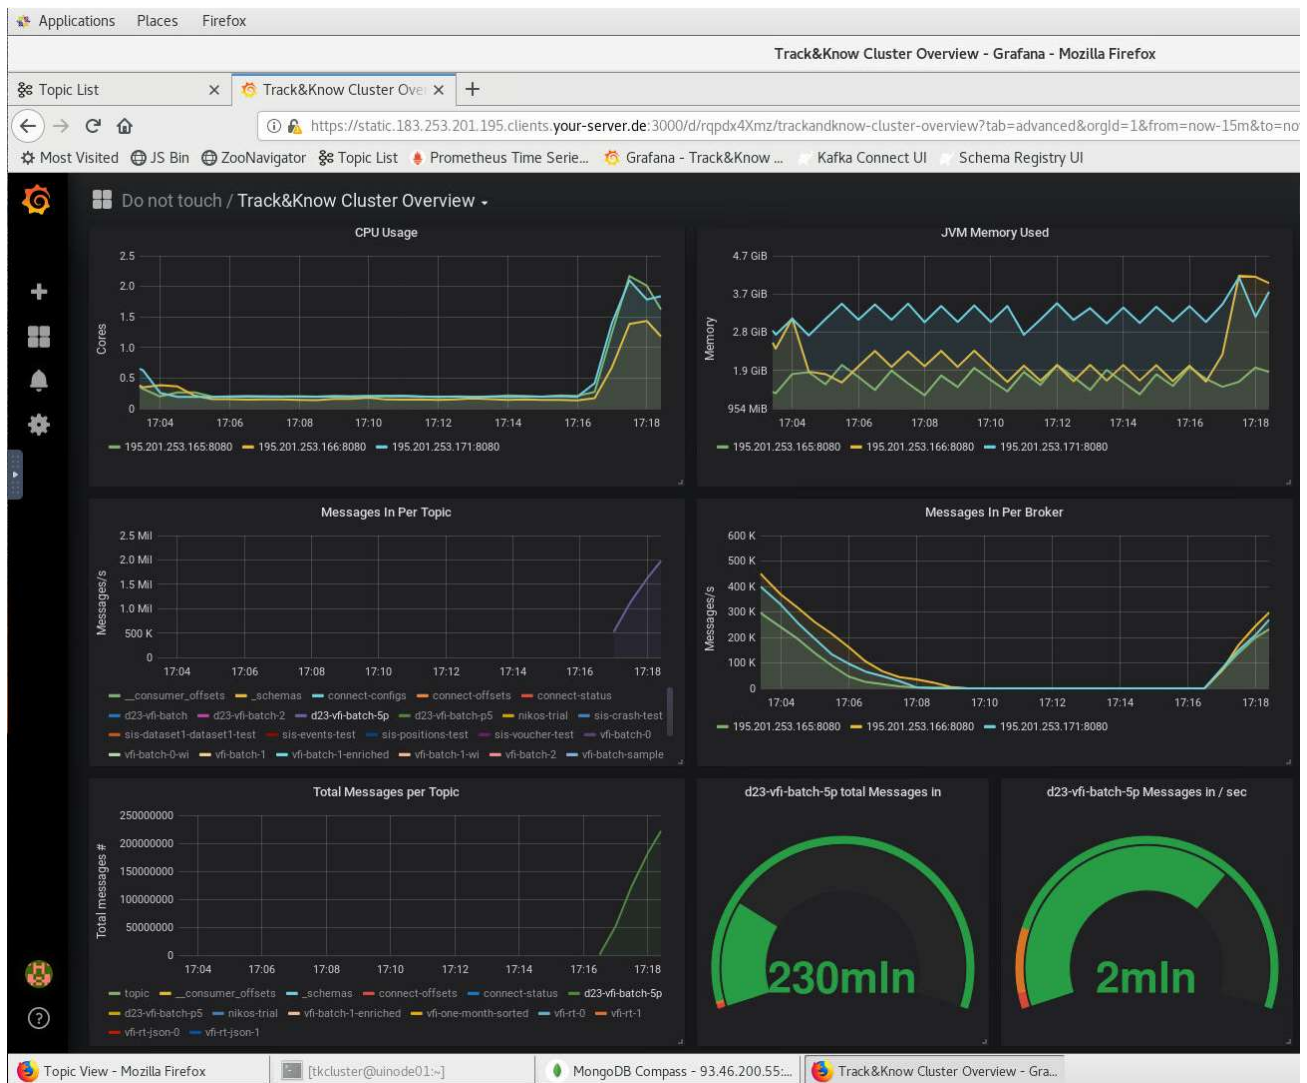 Applications Places Firefox
Track&Know Cluster Overview - Grafana - Mozilla Firefox
Topic List
Track&Know Cluster Ove
https://static.183.253.201.195.clients.your-server.de:3000/d/rqpdx4Xmz/trackandknow-cluster-overview?tab=advanced&orgId=1&from=now-15m&to=no
Most Visited JS Bin ZooNavigator Topic List Prometheus Time Serie... Grafana - Track&Know ... Kafka Connect UI Schema Registry UI
Do not touch / Track&Know Cluster Overview
CPU Usage
2.5
2.0
1.5
1.0
0.5
0
Cores
17:04 17:06 17:08 17:10 17:12 17:14 17:16 17:18
195.201.253.165:8080 195.201.253.166:8080 195.201.253.171:8080
JVM Memory Used
4.7 GiB
3.7 GiB
2.8 GiB
1.9 GiB
954 MiB
Memory
17:04 17:06 17:08 17:10 17:12 17:14 17:16 17:18
195.201.253.165:8080 195.201.253.166:8080 195.201.253.171:8080
Messages In Per Topic
2.5 Mil
2.0 Mil
1.5 Mil
1.0 Mil
500 K
0
Messages/s
17:04 17:06 17:08 17:10 17:12 17:14 17:16 17:18
__consumer_offsets _schemas connect-configs connect-offsets connect-status
d23-vfi-batch d23-vfi-batch-2 d23-vfi-batch-5p d23-vfi-batch-p5 nikos-trial sis-crash-test
sis-dataset1-dataset1-test sis-events-test sis-positions-test sis-voucher-test vfi-batch-0
vfi-batch-0-wi vfi-batch-1 vfi-batch-1-enriched vfi-batch-1-wi vfi-batch-2 vfi-batch-sample
Messages In Per Broker
600 K
500 K
400 K
300 K
200 K
100 K
0
Messages/s
17:04 17:06 17:08 17:10 17:12 17:14 17:16 17:18
195.201.253.165:8080 195.201.253.166:8080 195.201.253.171:8080
Total Messages per Topic
250000000
200000000
150000000
100000000
50000000
0
Total messages #
17:04 17:06 17:08 17:10 17:12 17:14 17:16 17:18
topic __consumer_offsets _schemas connect-offsets connect-status d23-vfi-batch-5p
d23-vfi-batch-p5 nikos-trial vfi-batch-1-enriched vfi-one-month-sorted vfi-rt-0 vfi-rt-1
vfi-rt-json-0 vfi-rt-json-1
d23-vfi-batch-5p total Messages in
230mln
d23-vfi-batch-5p Messages in / sec
2mln
Topic View - Mozilla Firefox [tkcluster@uinode01:~] MongoDB Compass - 93.46.200.55:... Track&Know Cluster Overview - Gra...